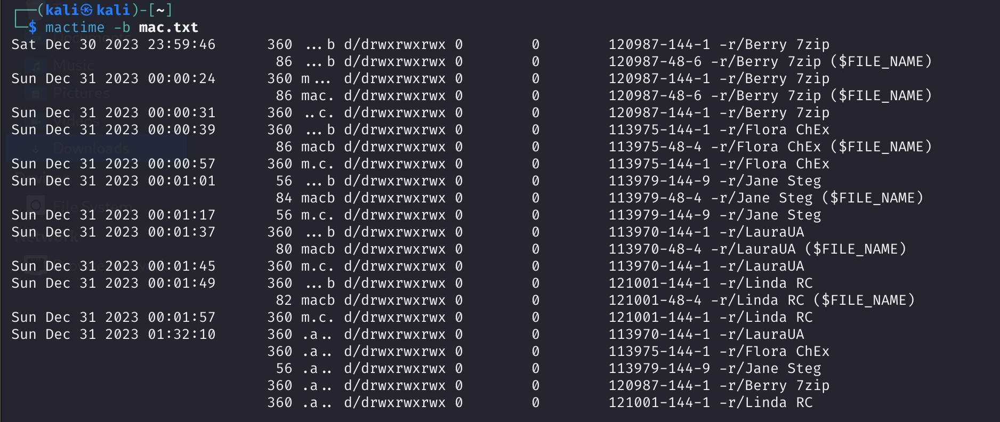 (kali㉿kali)-[~]
$ mactime -b mac.txt
Sat Dec 30 2023 23:59:46      360 ...b d/drwxrwxrwx 0        0        120987-144-1 -r/Berry 7zip
                               86 ...b d/drwxrwxrwx 0        0        120987-48-6 -r/Berry 7zip ($FILE_NAME)
Sun Dec 31 2023 00:00:24      360 m... d/drwxrwxrwx 0        0        120987-144-1 -r/Berry 7zip
                               86 mac. d/drwxrwxrwx 0        0        120987-48-6 -r/Berry 7zip ($FILE_NAME)
Sun Dec 31 2023 00:00:31      360 ..c. d/drwxrwxrwx 0        0        120987-144-1 -r/Berry 7zip
Sun Dec 31 2023 00:00:39      360 ...b d/drwxrwxrwx 0        0        113975-144-1 -r/Flora ChEx
                               86 macb d/drwxrwxrwx 0        0        113975-48-4 -r/Flora ChEx ($FILE_NAME)
Sun Dec 31 2023 00:00:57      360 m.c. d/drwxrwxrwx 0        0        113975-144-1 -r/Flora ChEx
Sun Dec 31 2023 00:01:01       56 ...b d/drwxrwxrwx 0        0        113979-144-9 -r/Jane Steg
                               84 macb d/drwxrwxrwx 0        0        113979-48-4 -r/Jane Steg ($FILE_NAME)
Sun Dec 31 2023 00:01:17       56 m.c. d/drwxrwxrwx 0        0        113979-144-9 -r/Jane Steg
Sun Dec 31 2023 00:01:37      360 ...b d/drwxrwxrwx 0        0        113970-144-1 -r/LauraUA
                               80 macb d/drwxrwxrwx 0        0        113970-48-4 -r/LauraUA ($FILE_NAME)
Sun Dec 31 2023 00:01:45      360 m.c. d/drwxrwxrwx 0        0        113970-144-1 -r/LauraUA
Sun Dec 31 2023 00:01:49      360 ...b d/drwxrwxrwx 0        0        121001-144-1 -r/Linda RC
                               82 macb d/drwxrwxrwx 0        0        121001-48-4 -r/Linda RC ($FILE_NAME)
Sun Dec 31 2023 00:01:57      360 m.c. d/drwxrwxrwx 0        0        121001-144-1 -r/Linda RC
Sun Dec 31 2023 01:32:10      360 .a.. d/drwxrwxrwx 0        0        113970-144-1 -r/LauraUA
                              360 .a.. d/drwxrwxrwx 0        0        113975-144-1 -r/Flora ChEx
                               56 .a.. d/drwxrwxrwx 0        0        113979-144-9 -r/Jane Steg
                              360 .a.. d/drwxrwxrwx 0        0        120987-144-1 -r/Berry 7zip
                              360 .a.. d/drwxrwxrwx 0        0        121001-144-1 -r/Linda RC
Documents
Music
Pictures
Videos
Downloads
File System
Network